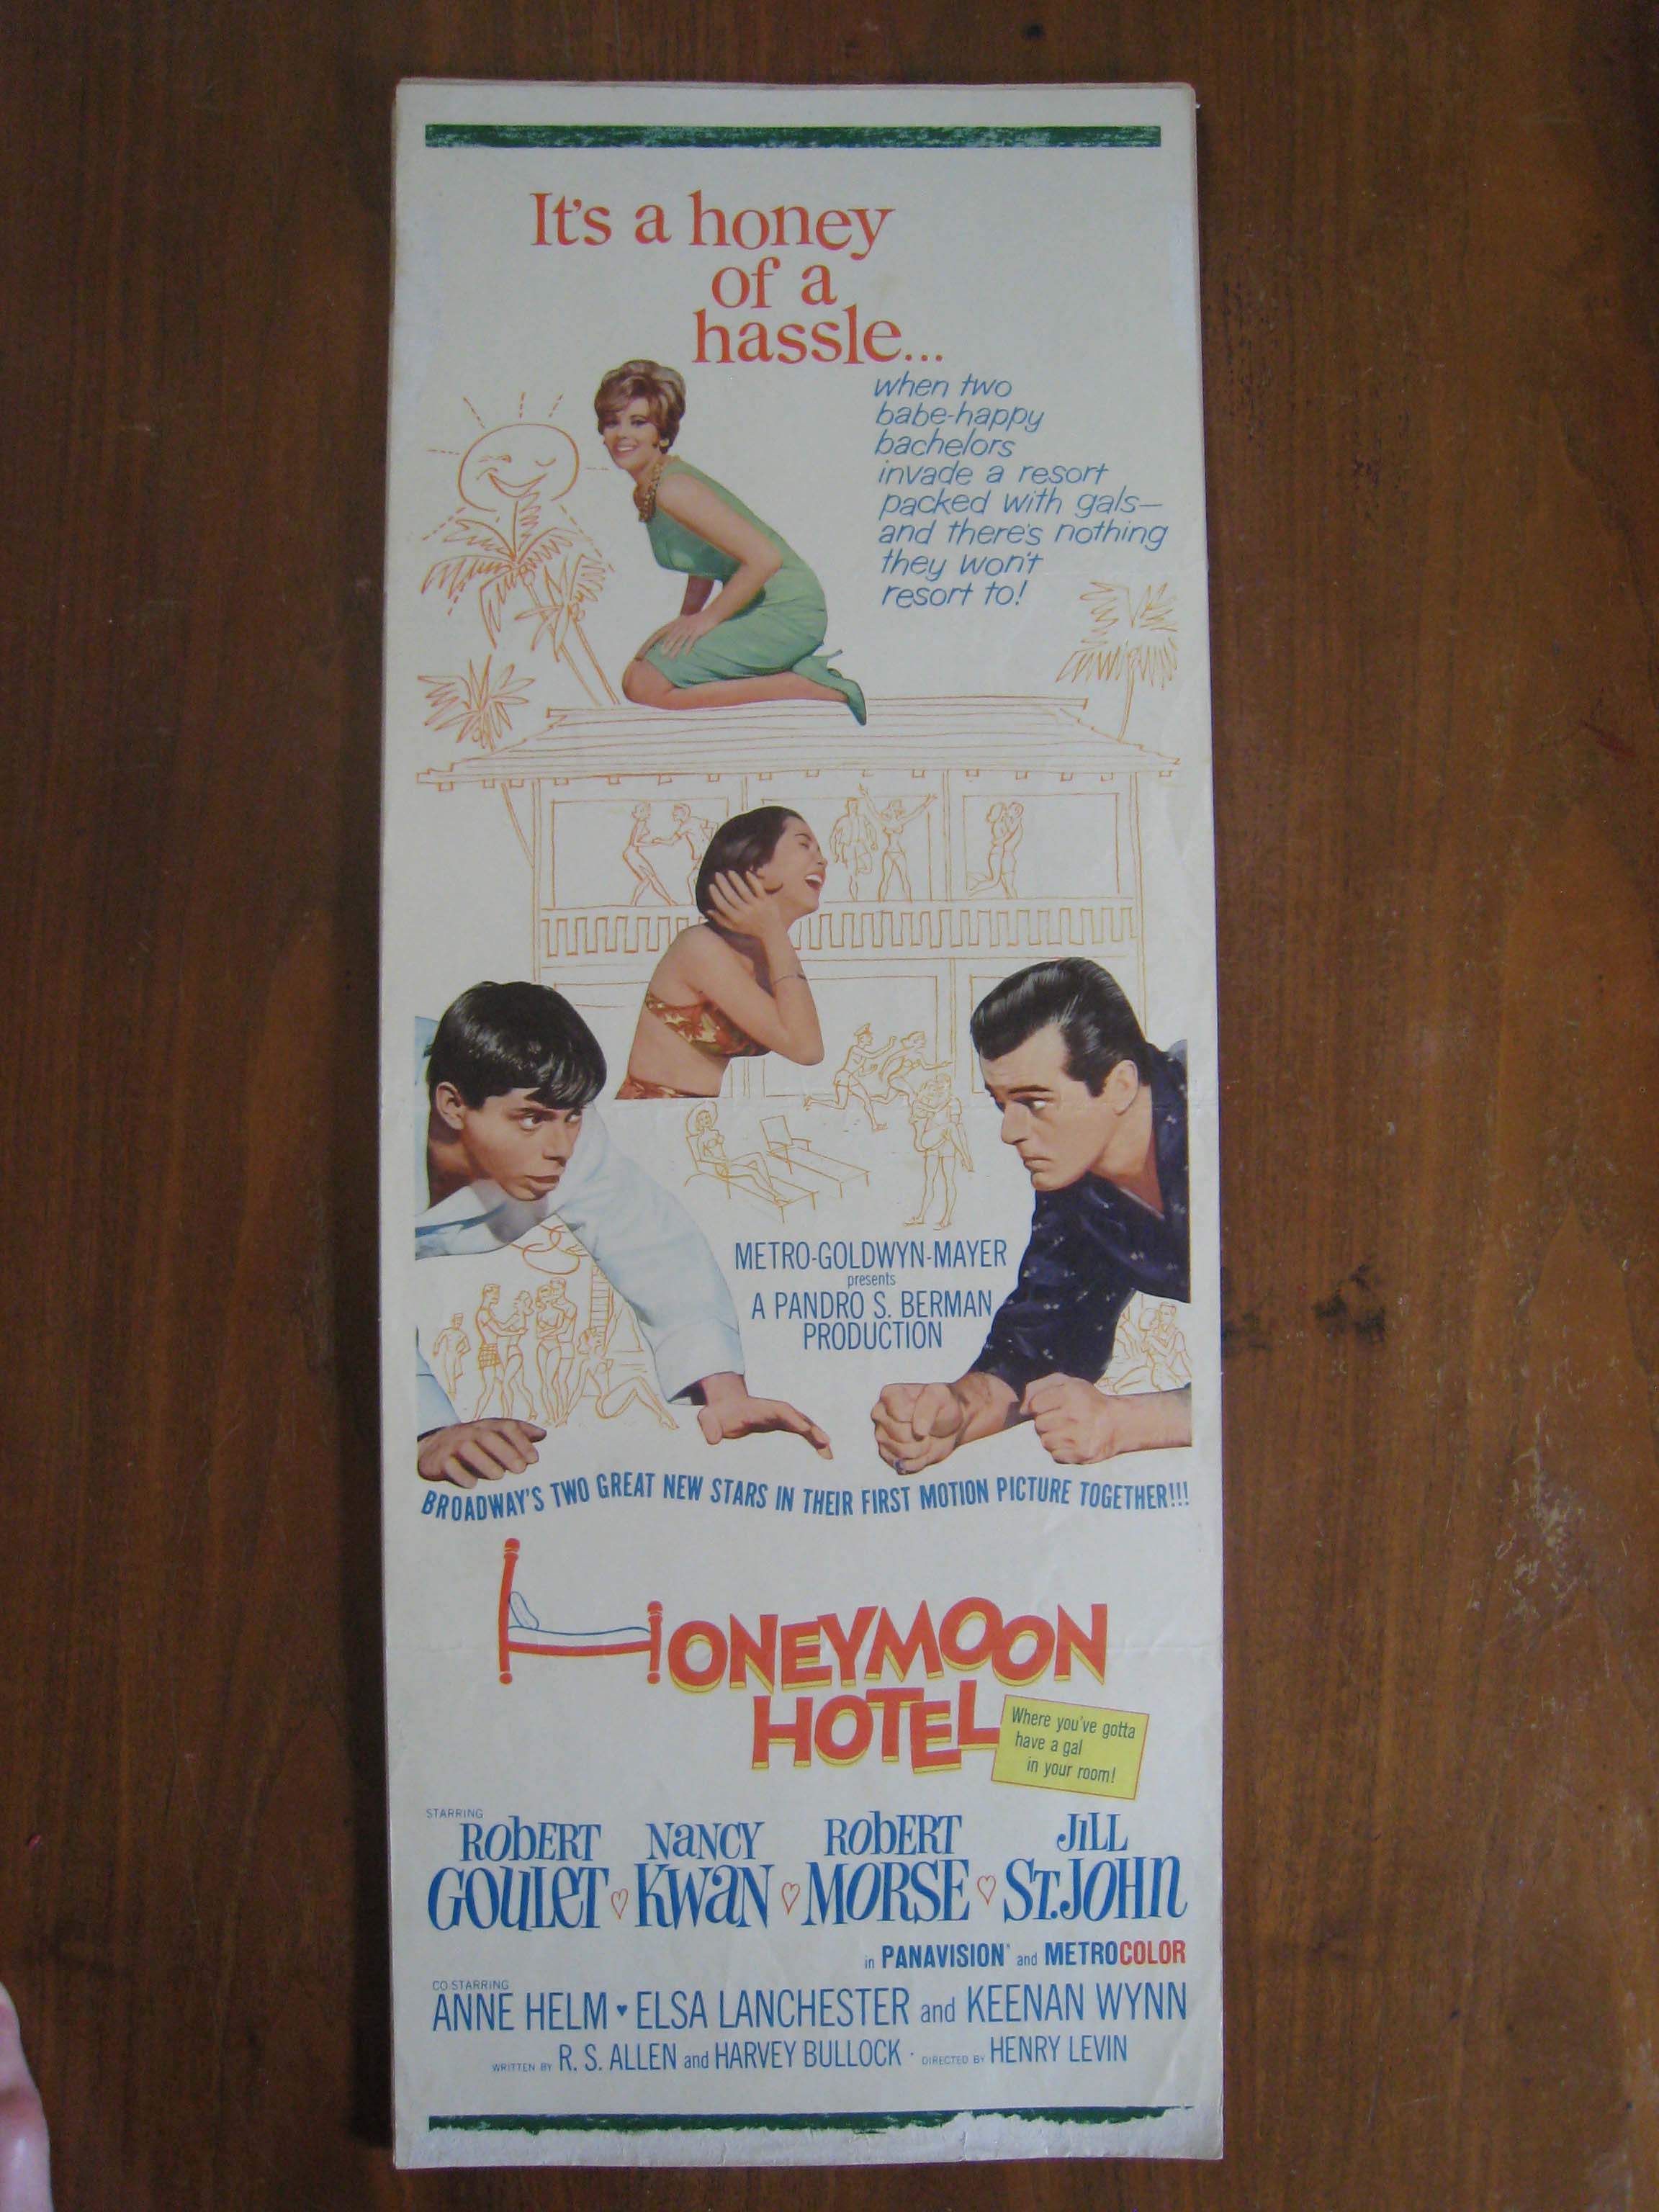 It's a honey
of a
hassle...
when two
babe-happy
bachelors
invade a resort
packed with gals—
and there's nothing
they won't
resort to!
METRO-GOLDWYN-MAYER
presents
A PANDRO S. BERMAN
PRODUCTION
BROADWAY'S TWO GREAT NEW STARS IN THEIR FIRST MOTION PICTURE TOGETHER!!!
HONEYMOON
HOTEL
Where you've gotta
have a gal
in your room!
STARRING
ROBERT NANCY ROBERT JILL
GOULET ♡ KWAN ♡ MORSE ♡ ST. JOHN
in PANAVISION® and METROCOLOR
CO STARRING
ANNE HELM ♥ ELSA LANCHESTER and KEENAN WYNN
WRITTEN BY R. S. ALLEN and HARVEY BULLOCK · DIRECTED BY HENRY LEVIN